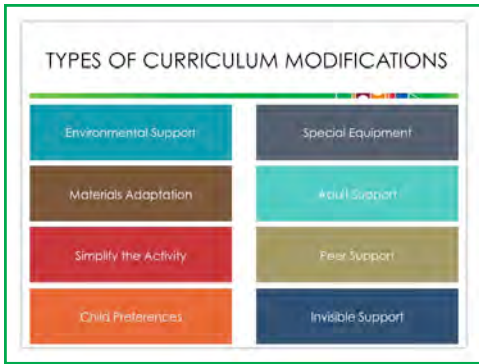 TYPES OF CURRICULUM MODIFICATIONS
Environmental Support
Special Equipment
Materials Adaptation
Adult Support
Simplify the Activity
Peer Support
Child Preferences
Invisible Support